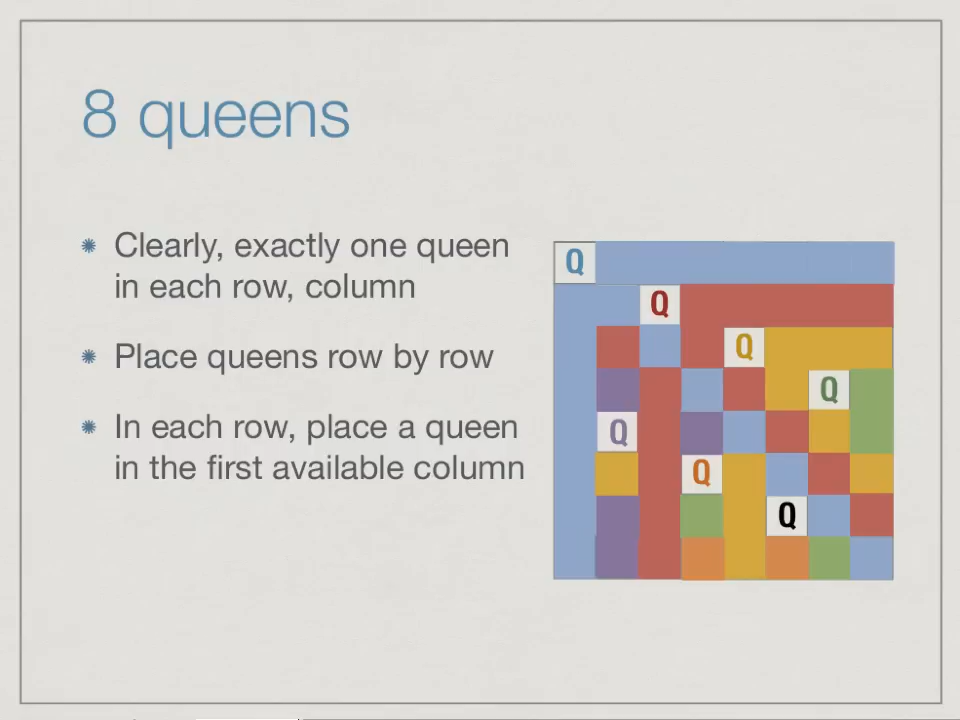 8 queens
Clearly, exactly one queen
in each row, column
Place queens row by row
In each row, place a queen
in the first available column
Q
Q
Q
Q
Q
Q
Q